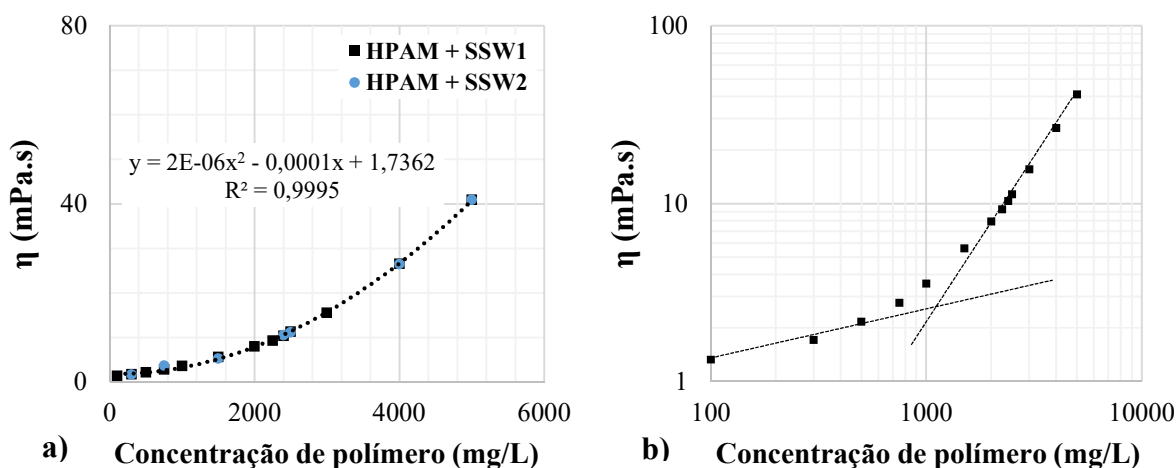 80
40
0
η (mPa.s)
■ HPAM + SSW1
● HPAM + SSW2
y = 2E-06x² - 0,0001x + 1,7362
R² = 0,9995
0 2000 4000 6000
a) Concentração de polímero (mg/L)
100
10
1
η (mPa.s)
100 1000 10000
b) Concentração de polímero (mg/L)